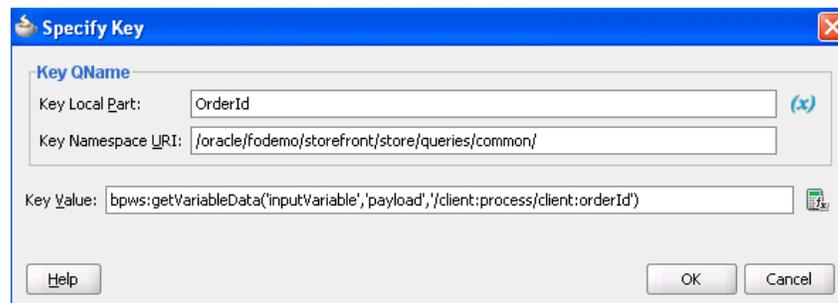 Specify Key
Key QName
Key Local Part: OrderId (x)
Key Namespace URI: /oracle/fodemo/storefront/store/queries/common/
Key Value: bpws:getVariableData('inputVariable','payload','/client:process/client:orderId')
Help OK Cancel